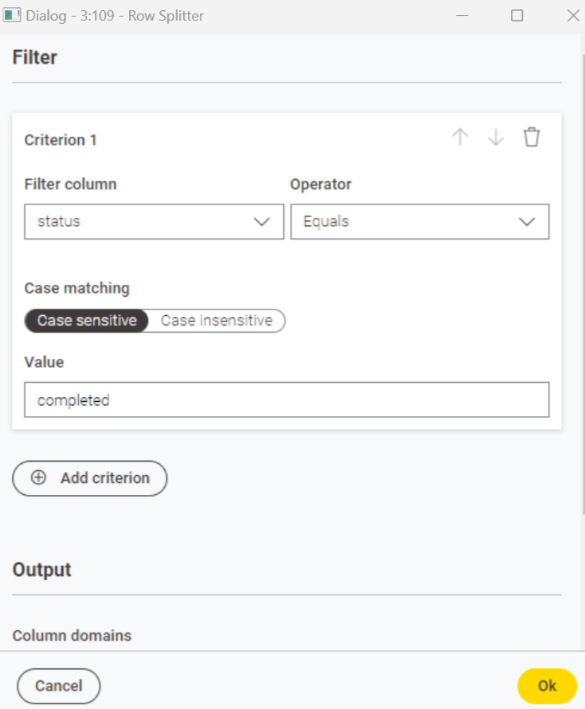 Dialog - 3:109 - Row Splitter
Filter
Criterion 1
Filter column Operator
status Equals
Case matching
Case sensitive Case insensitive
Value
completed
Add criterion
Output
Column domains
Cancel Ok